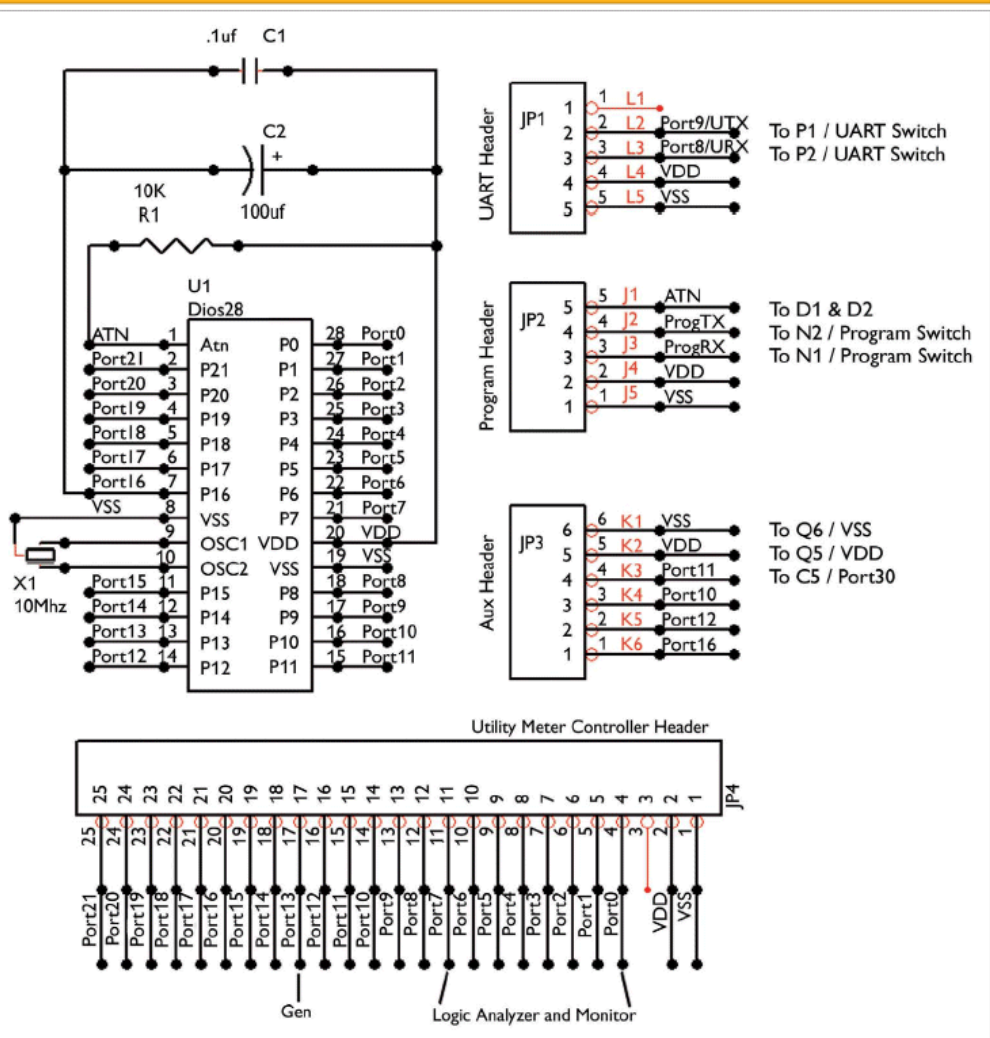 .1uf C1
C2
+
100uf
10K
R1
U1
Dios28
ATN 1 Atn P0 28 Port0
Port21 2 P21 P1 27 Port1
Port20 3 P20 P2 26 Port2
Port19 4 P19 P3 25 Port3
Port18 5 P18 P4 24 Port4
Port17 6 P17 P5 23 Port5
Port16 7 P16 P6 22 Port6
VSS 8 VSS P7 21 Port7
9 OSC1 VDD 20 VDD
10 OSC2 VSS 19 VSS
Port15 11 P15 P8 18 Port8
Port14 12 P14 P9 17 Port9
Port13 13 P13 P10 16 Port10
Port12 14 P12 P11 15 Port11
X1
10Mhz
UART Header
JP1
1 1 L1
2 2 L2 Port9/UTX To P1 / UART Switch
3 3 L3 Port8/URX To P2 / UART Switch
4 4 L4 VDD
5 5 L5 VSS
Program Header
JP2
5 5 J1 ATN To D1 & D2
4 4 J2 ProgTX To N2 / Program Switch
3 3 J3 ProgRX To N1 / Program Switch
2 2 J4 VDD
1 1 J5 VSS
Aux Header
JP3
6 6 K1 VSS To Q6 / VSS
5 5 K2 VDD To Q5 / VDD
4 4 K3 Port11 To C5 / Port30
3 3 K4 Port10
2 2 K5 Port12
1 1 K6 Port16
Utility Meter Controller Header
JP4
25 24 23 22 21 20 19 18 17 16 15 14 13 12 11 10 9 8 7 6 5 4 3 2 1
25 24 23 22 21 20 19 18 17 16 15 14 13 12 11 10 9 8 7 6 5 4 3 2 1
Port21 Port20 Port19 Port18 Port17 Port16 Port15 Port14 Port13 Port12 Port11 Port10 Port9 Port8 Port7 Port6 Port5 Port4 Port3 Port2 Port1 Port0 VDD VSS
Gen
Logic Analyzer and Monitor